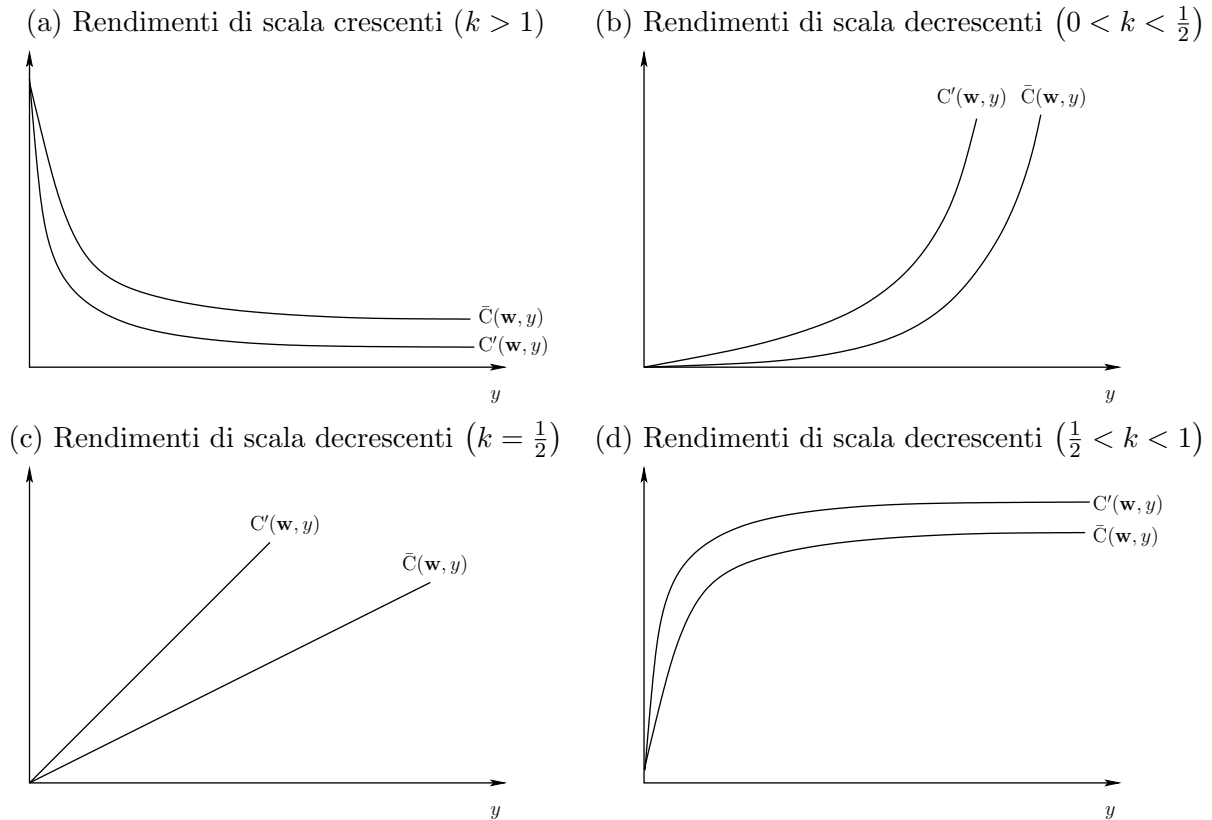 (a) Rendimenti di scala crescenti (k > 1)
C̄(w, y)
C′(w, y)
y
(b) Rendimenti di scala decrescenti (0 < k < ½)
C′(w, y) C̄(w, y)
y
(c) Rendimenti di scala decrescenti (k = ½)
C′(w, y)
C̄(w, y)
y
(d) Rendimenti di scala decrescenti (½ < k < 1)
C′(w, y)
C̄(w, y)
y